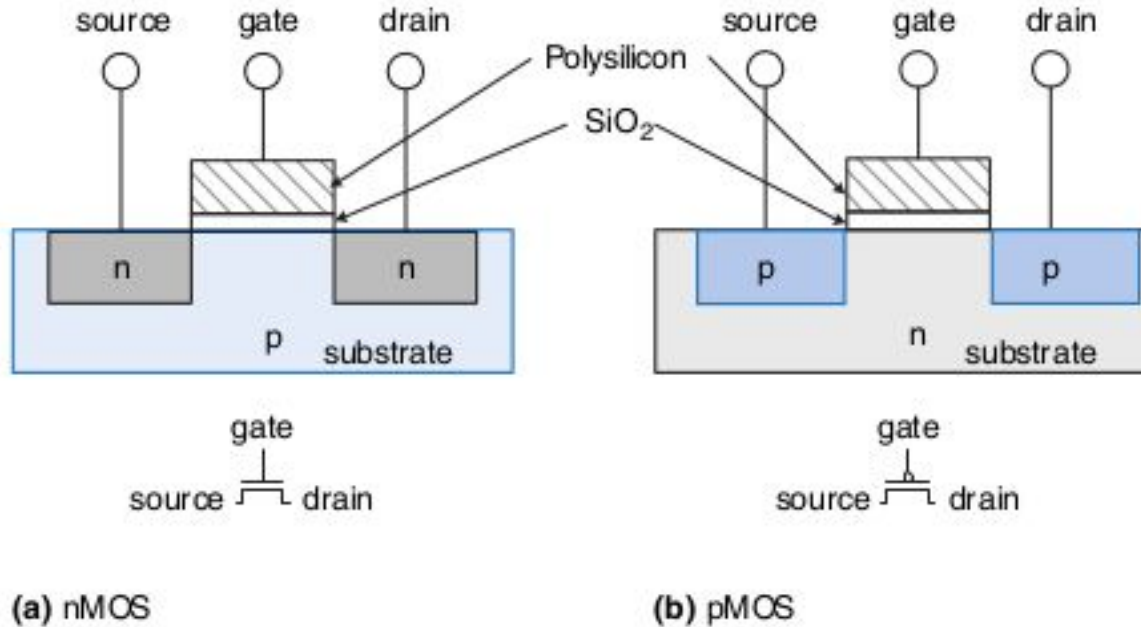 source gate drain
source gate drain
Polysilicon
SiO₂
n n
p
substrate
p p
n
substrate
gate
source drain
gate
source drain
(a) nMOS
(b) pMOS